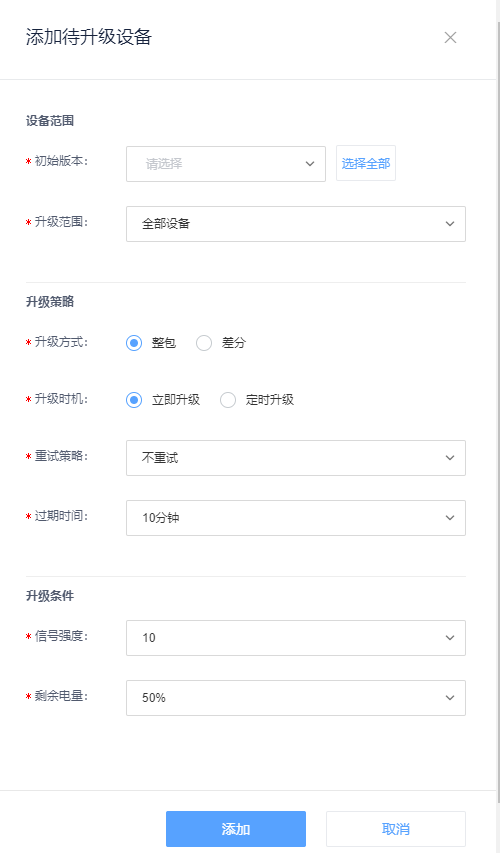 添加待升级设备
设备范围
* 初始版本: 请选择 选择全部
* 升级范围: 全部设备
升级策略
* 升级方式: 整包 差分
* 升级时机: 立即升级 定时升级
* 重试策略: 不重试
* 过期时间: 10分钟
升级条件
* 信号强度: 10
* 剩余电量: 50%
添加 取消